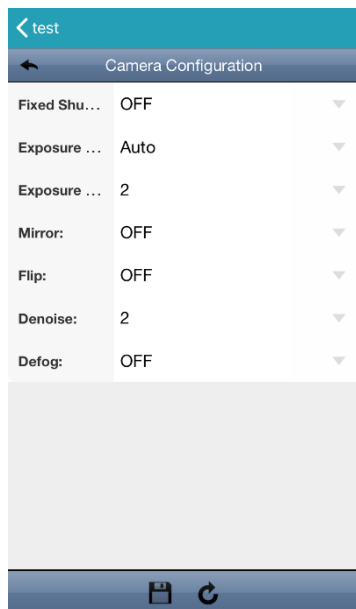 test
Camera Configuration
Fixed Shu... OFF
Exposure ... Auto
Exposure ... 2
Mirror: OFF
Flip: OFF
Denoise: 2
Defog: OFF